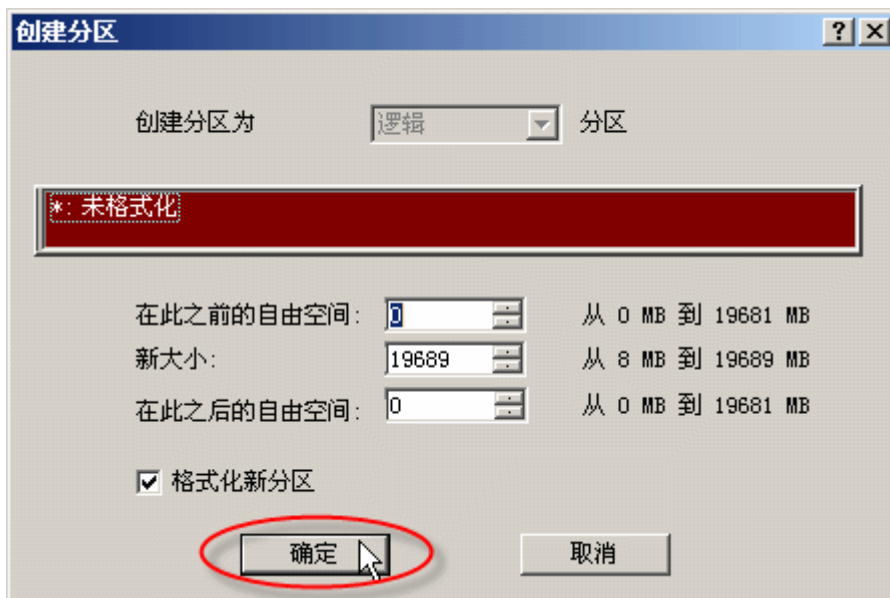 创建分区
创建分区为 逻辑 分区
*: 未格式化
在此之前的自由空间: 0 从 0 MB 到 19681 MB
新大小: 19689 从 8 MB 到 19689 MB
在此之后的自由空间: 0 从 0 MB 到 19681 MB
格式化新分区
确定 取消